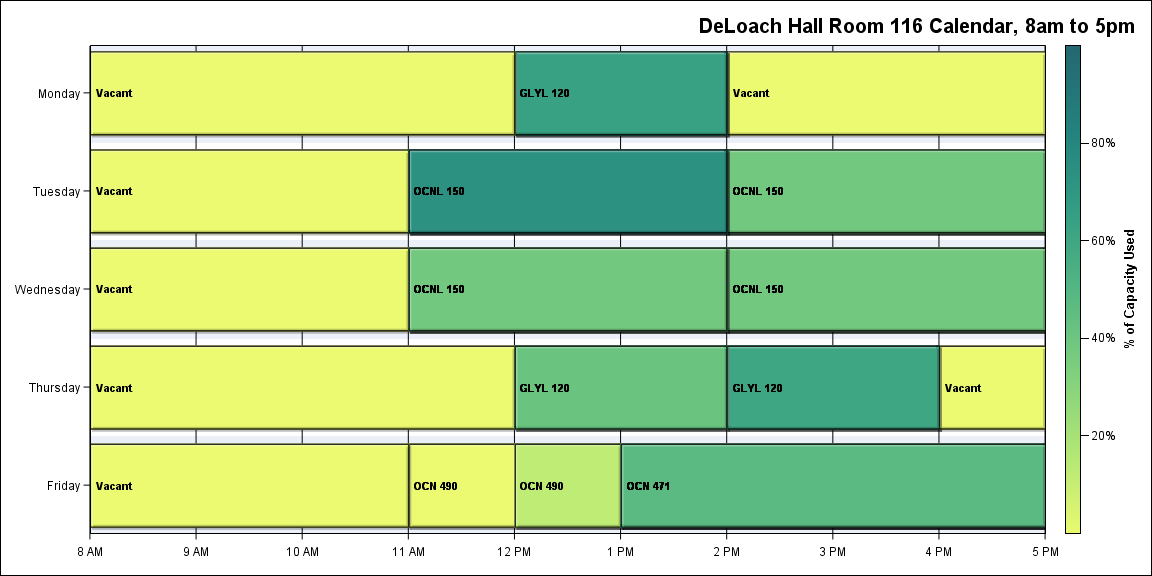 DeLoach Hall Room 116 Calendar, 8am to 5pm
Monday
Vacant
GLYL 120
Vacant
Tuesday
Vacant
OCNL 150
OCNL 150
Wednesday
Vacant
OCNL 150
OCNL 150
Thursday
Vacant
GLYL 120
GLYL 120
Vacant
Friday
Vacant
OCN 490
OCN 490
OCN 471
8 AM
9 AM
10 AM
11 AM
12 PM
1 PM
2 PM
3 PM
4 PM
5 PM
80%
60%
40%
20%
% of Capacity Used